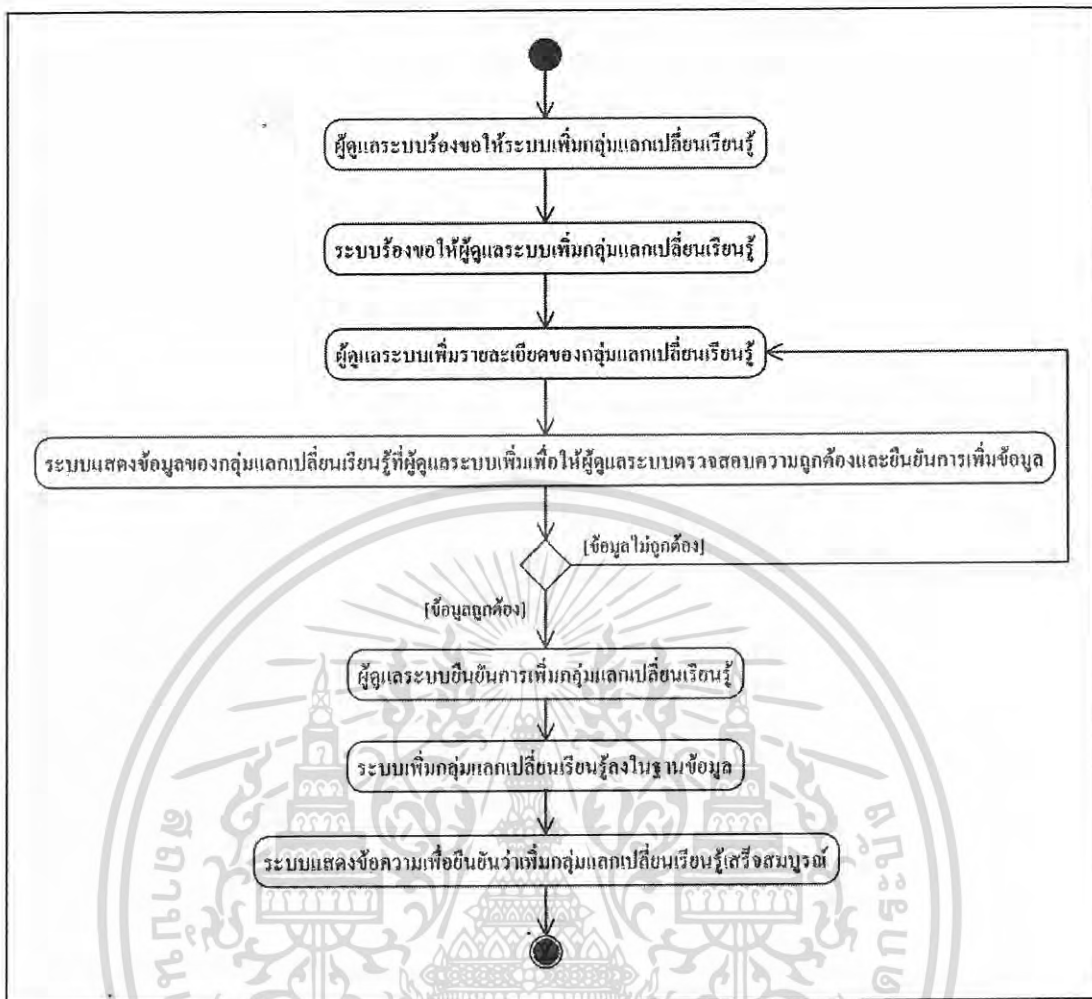 ผู้ดูแลระบบร้องขอให้ระบบเพิ่มกลุ่มแลกเปลี่ยนเรียนรู้
ระบบร้องขอให้ผู้ดูแลระบบเพิ่มกลุ่มแลกเปลี่ยนเรียนรู้
ผู้ดูแลระบบเพิ่มรายละเอียดของกลุ่มแลกเปลี่ยนเรียนรู้
ระบบแสดงข้อมูลของกลุ่มแลกเปลี่ยนเรียนรู้ที่ผู้ดูแลระบบเพิ่มเพื่อให้ผู้ดูแลระบบตรวจสอบความถูกต้องและยืนยันการเพิ่มข้อมูล
[ข้อมูลไม่ถูกต้อง]
[ข้อมูลถูกต้อง]
ผู้ดูแลระบบยืนยันการเพิ่มกลุ่มแลกเปลี่ยนเรียนรู้
ระบบเพิ่มกลุ่มแลกเปลี่ยนเรียนรู้ลงในฐานข้อมูล
ระบบแสดงข้อความเพื่อยืนยันว่าเพิ่มกลุ่มแลกเปลี่ยนเรียนรู้เสร็จสมบูรณ์